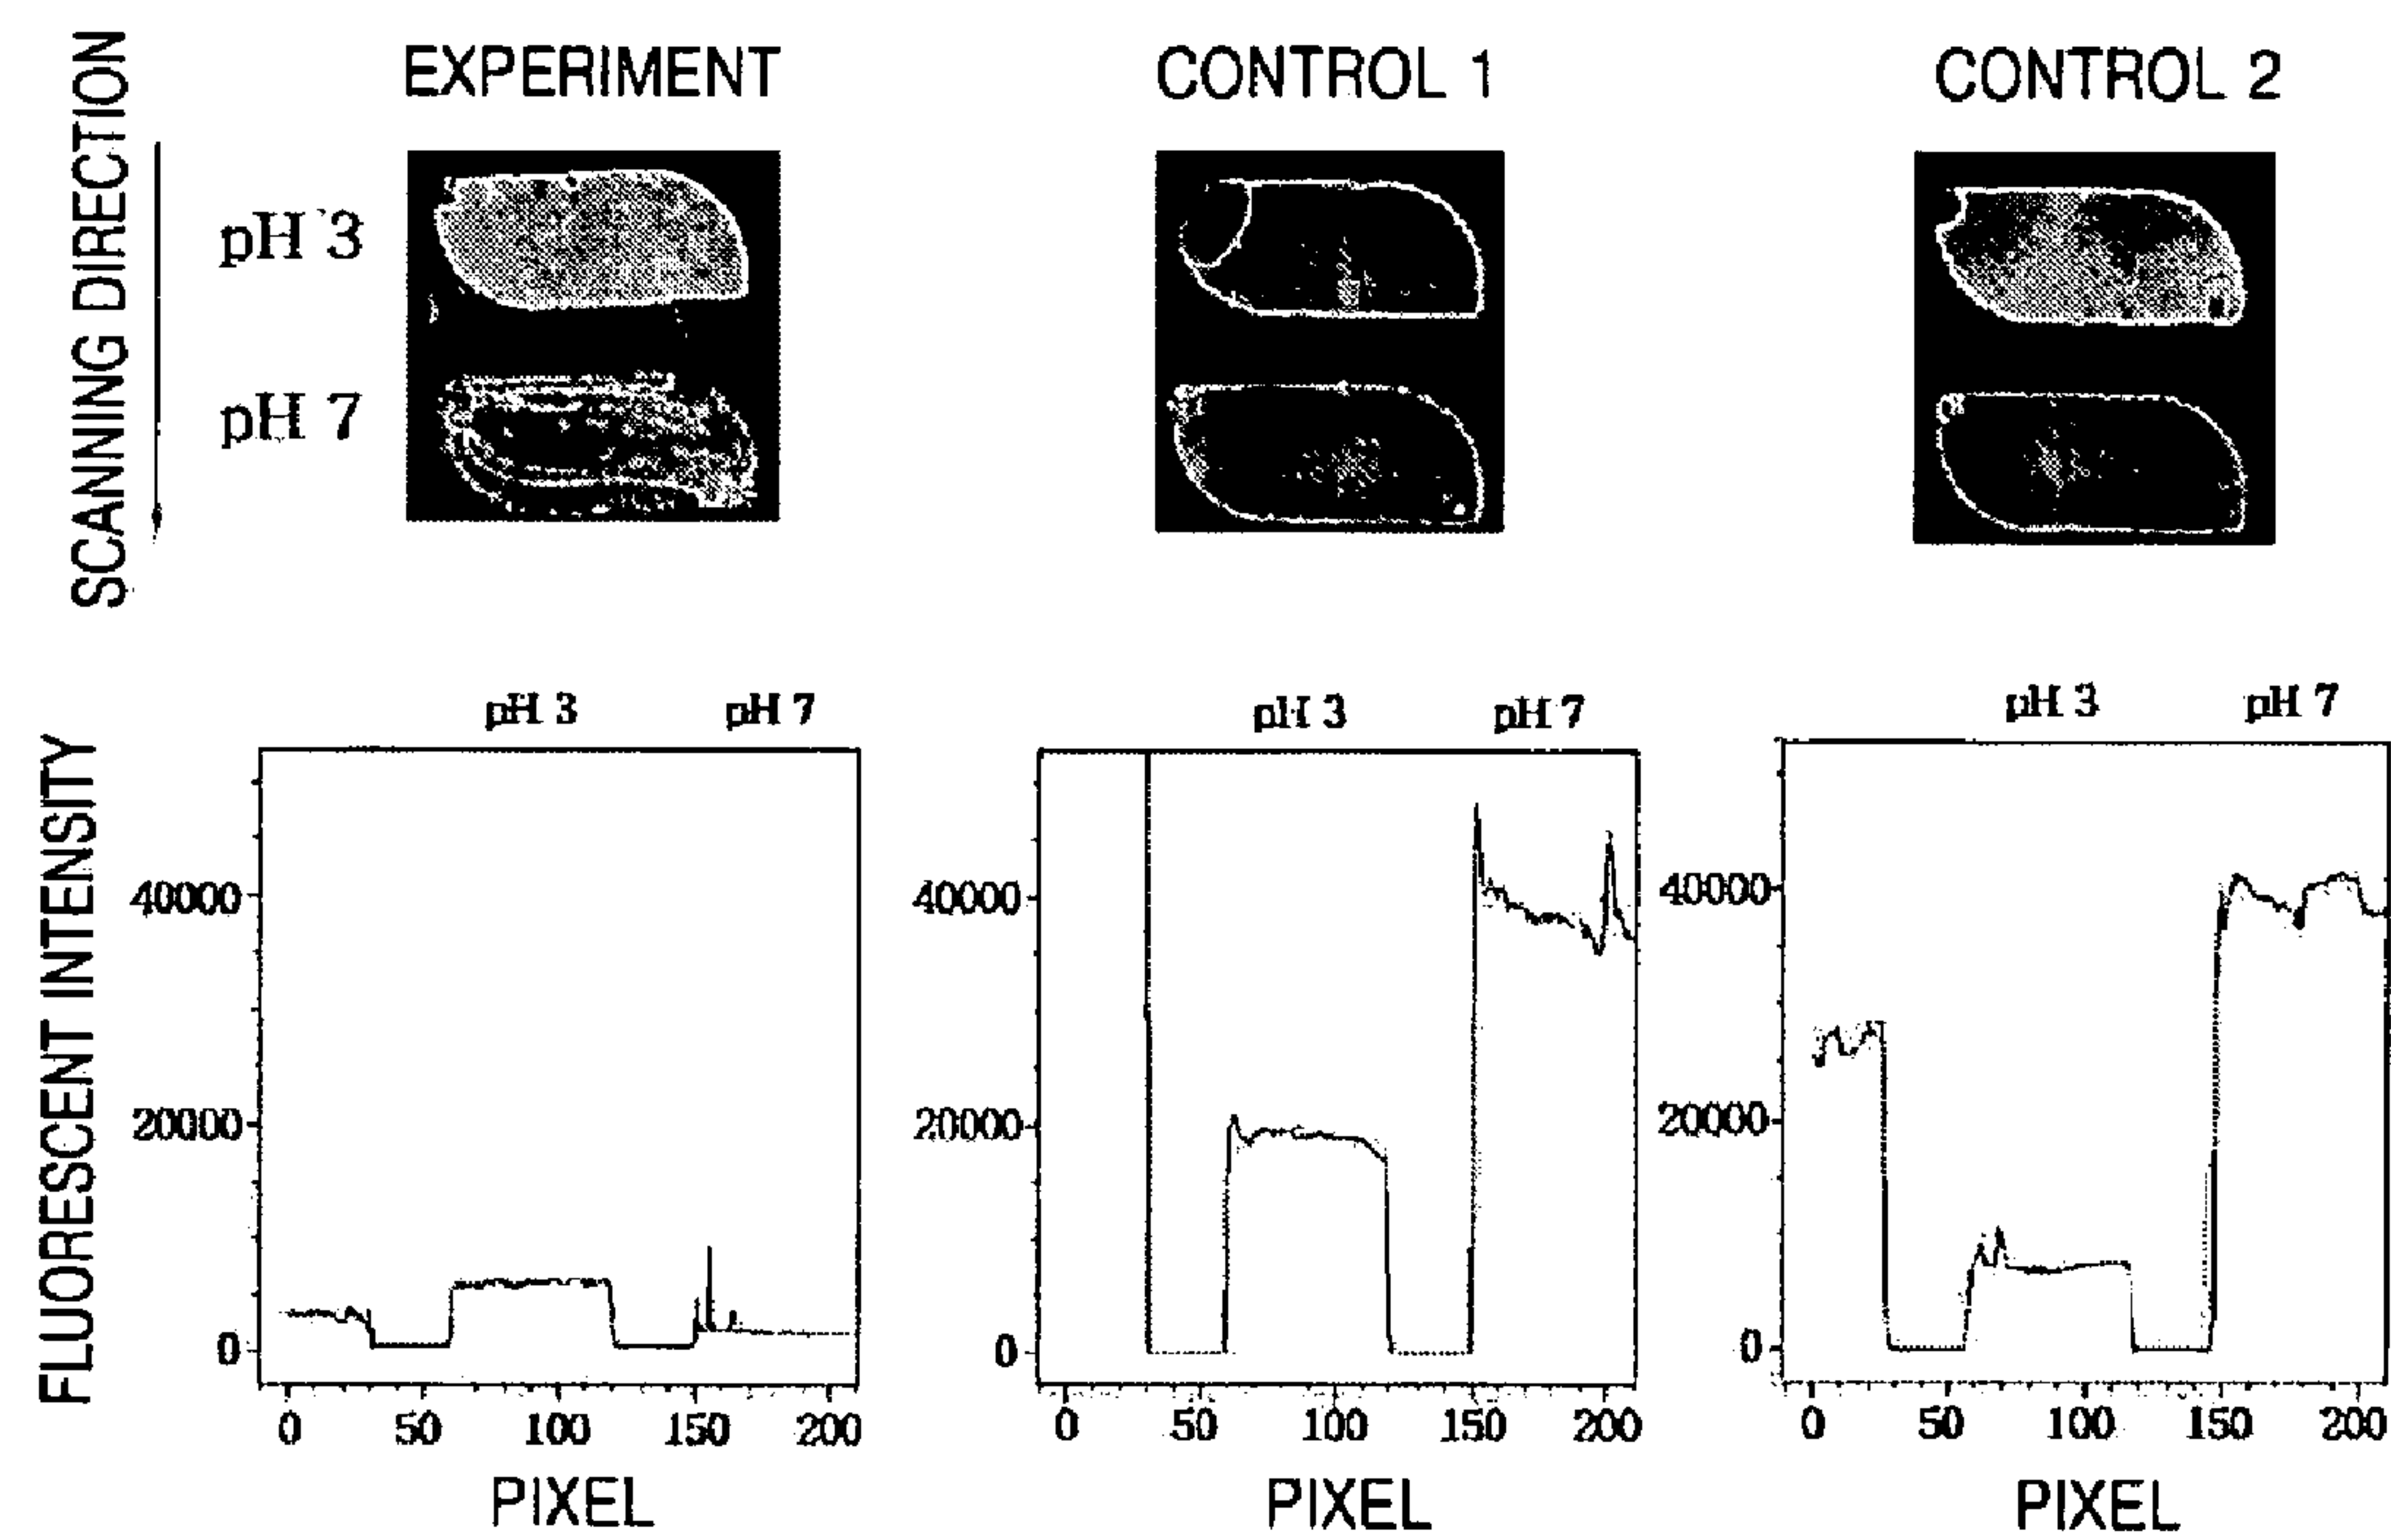 SCANNING DIRECTION
EXPERIMENT
CONTROL 1
CONTROL 2
pH 3
pH 7
FLUORESCENT INTENSITY
pH 3 pH 7
40000
20000
0
0 50 100 150 200
PIXEL
pH 3 pH 7
40000
20000
0
0 50 100 150 200
PIXEL
pH 3 pH 7
40000
20000
0
0 50 100 150 200
PIXEL